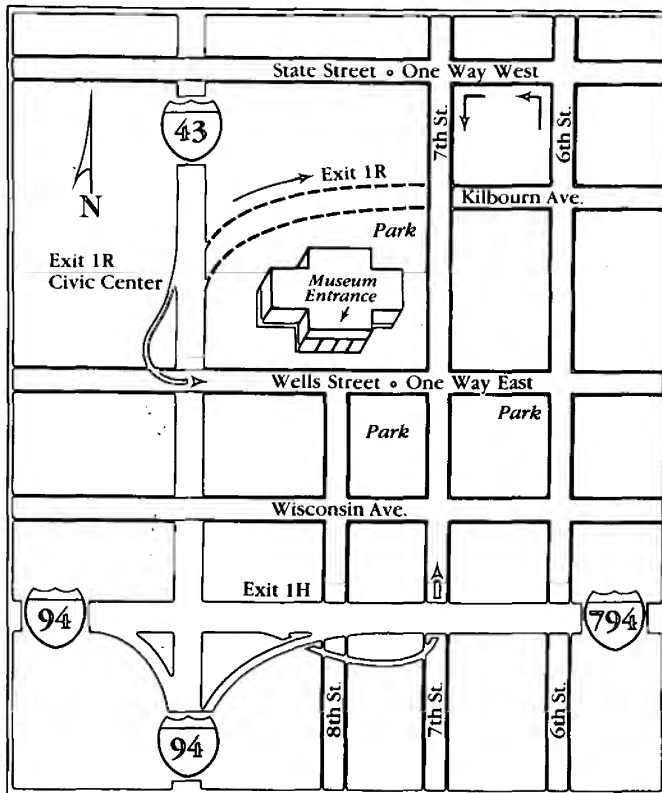 State Street • One Way West
43
7th St.
6th St.
N
Exit 1R
Kilbourn Ave.
Park
Exit 1R
Civic Center
Museum
Entrance
Wells Street • One Way East
Park
Park
Wisconsin Ave.
Exit 1H
94
794
8th St.
7th St.
6th St.
94